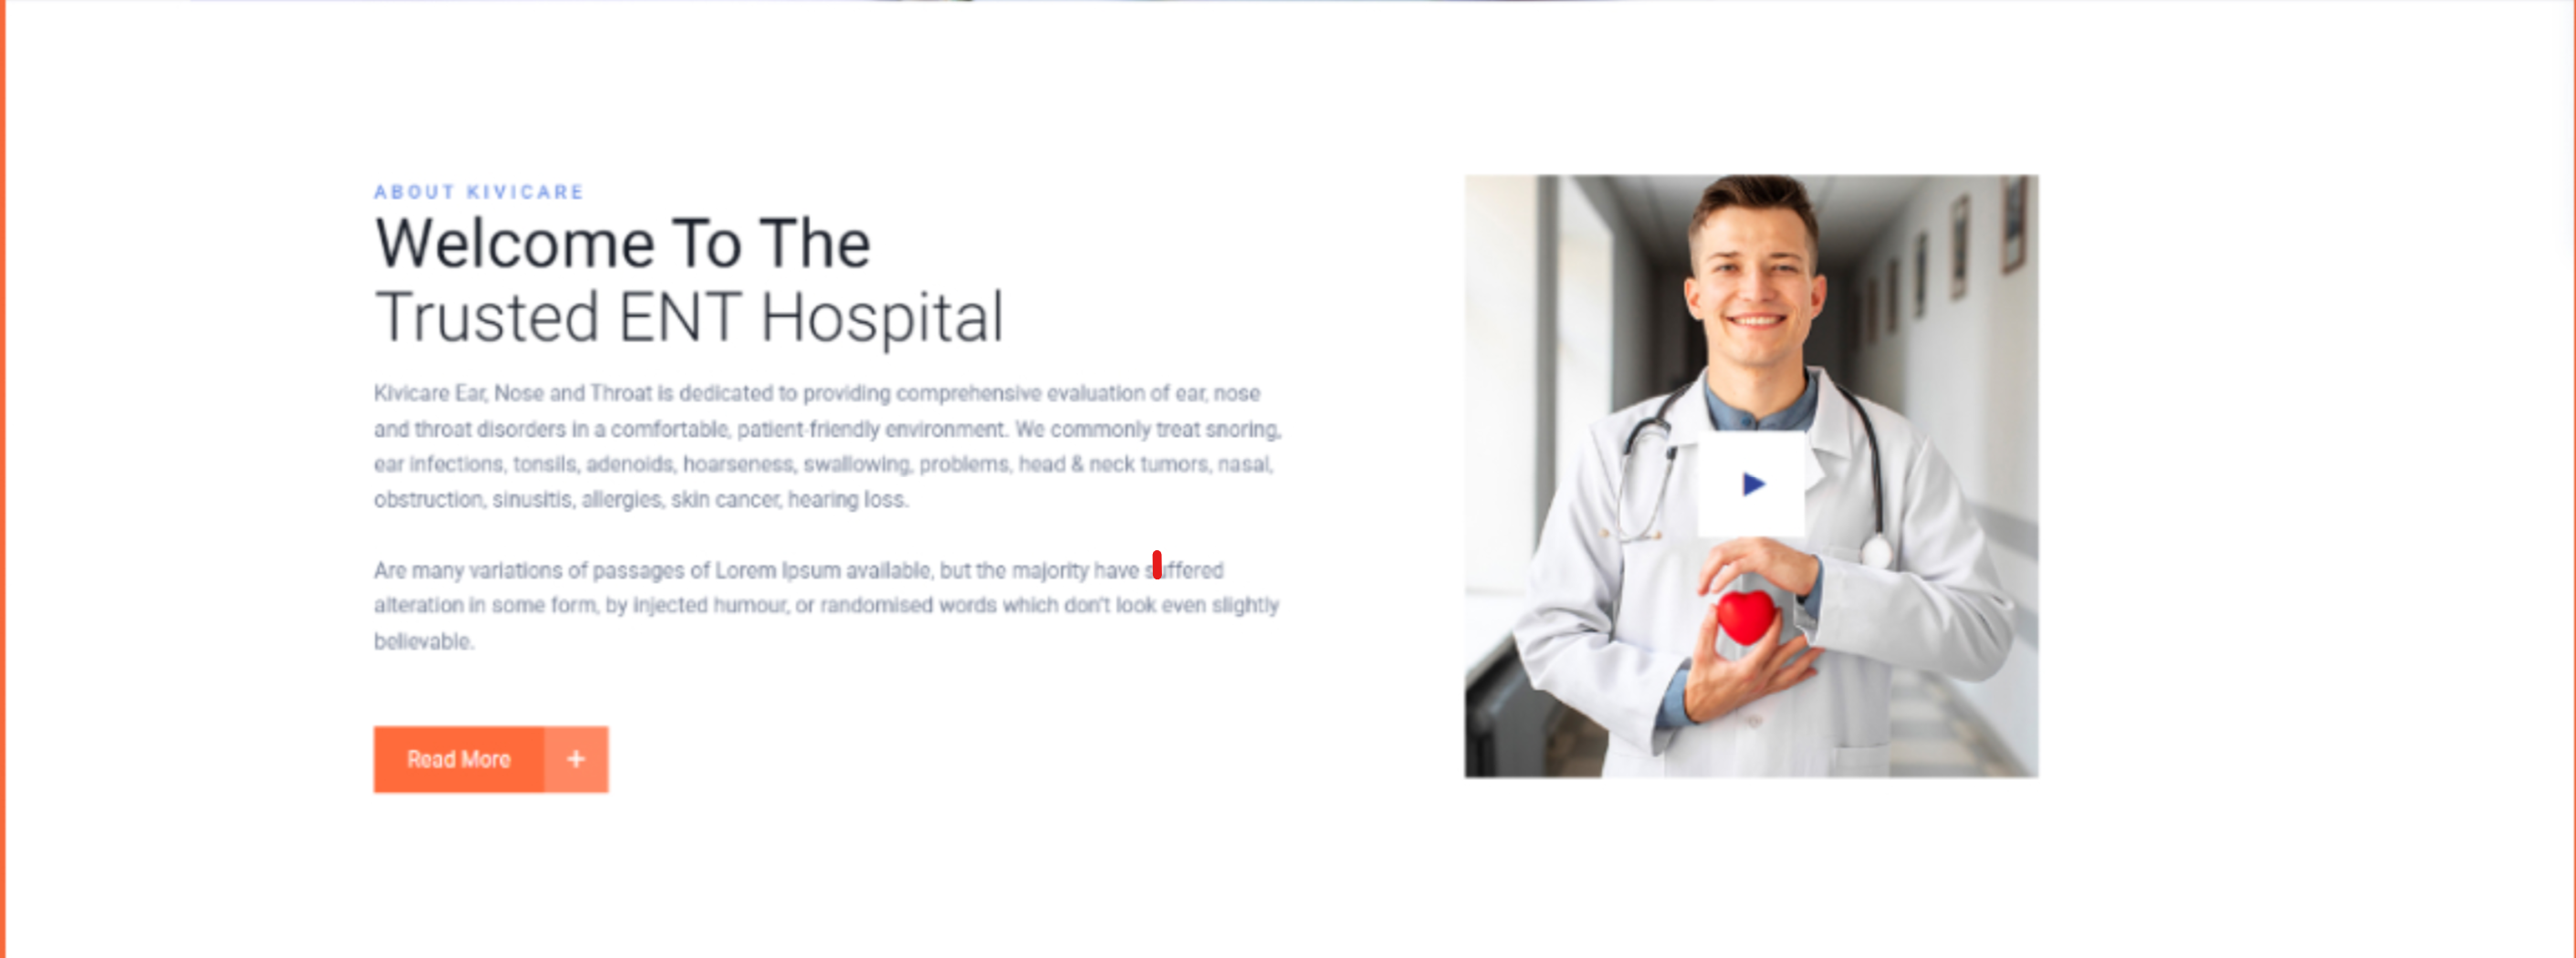 ABOUT KIVICARE
Welcome To The
Trusted ENT Hospital
Kivicare Ear, Nose and Throat is dedicated to providing comprehensive evaluation of ear, nose
and throat disorders in a comfortable, patient-friendly environment. We commonly treat snoring,
ear infections, tonsils, adenoids, hoarseness, swallowing, problems, head & neck tumors, nasal,
obstruction, sinusitis, allergies, skin cancer, hearing loss.
Are many variations of passages of Lorem Ipsum available, but the majority have suffered
alteration in some form, by injected humour, or randomised words which don't look even slightly
believable.
Read More +